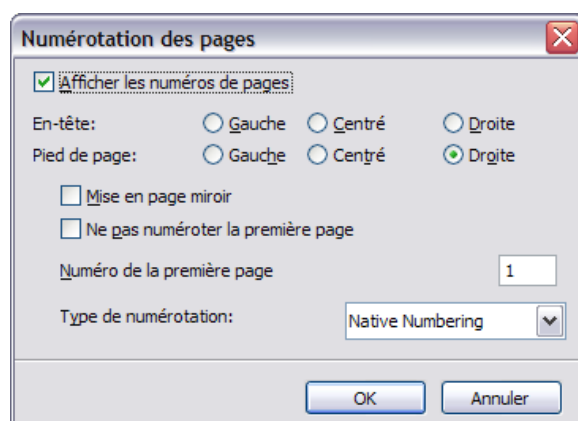 Numérotation des pages
Afficher les numéros de pages
En-tête: Gauche Centré Droite
Pied de page: Gauche Centré Droite
Mise en page miroir
Ne pas numéroter la première page
Numéro de la première page 1
Type de numérotation: Native Numbering
OK Annuler